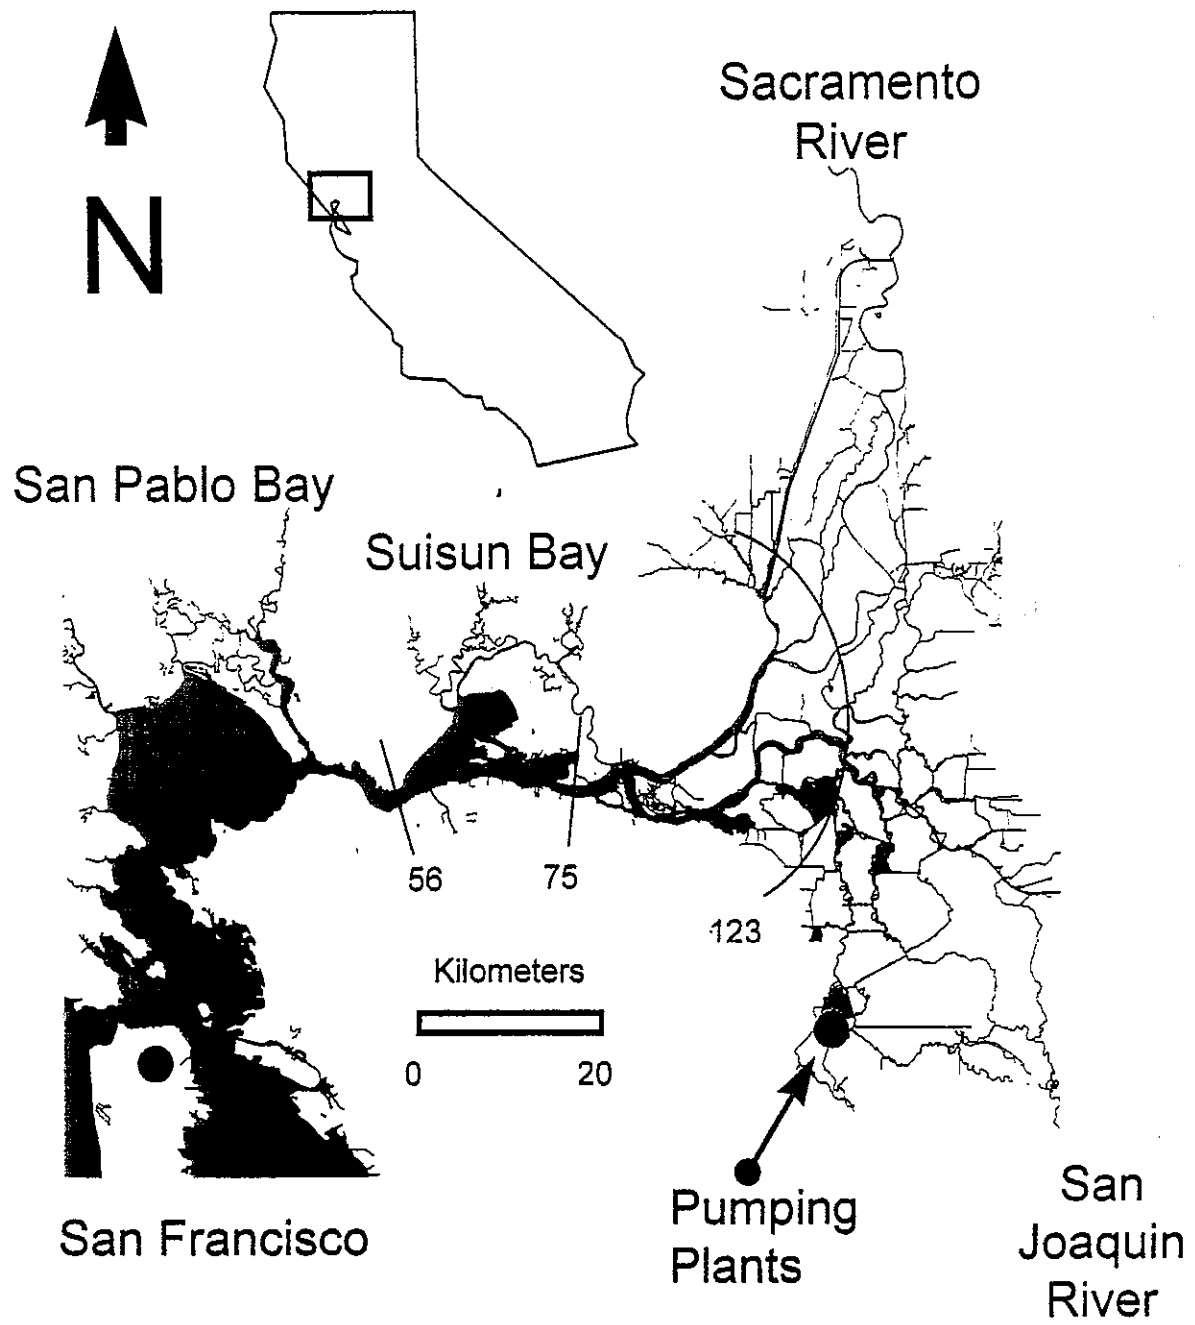 Sacramento
River
N
San Pablo Bay
Suisun Bay
56
75
123
Kilometers
0
20
Pumping
Plants
San Francisco
San
Joaquin
River